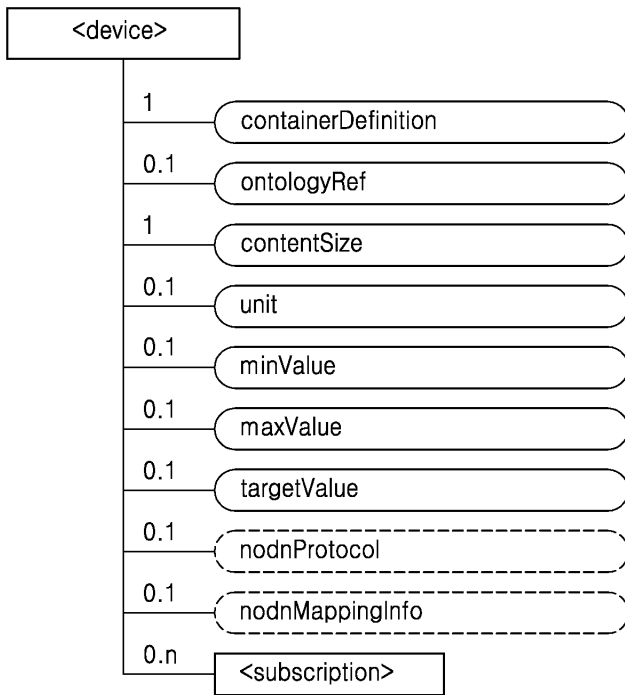 <device>
1 containerDefinition
0.1 ontologyRef
1 contentSize
0.1 unit
0.1 minValue
0.1 maxValue
0.1 targetValue
0.1 nodnProtocol
0.1 nodnMappingInfo
0.n <subscription>